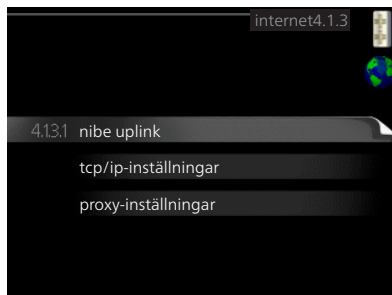 internet4.1.3
4.1.3.1 nibe uplink
tcp/ip-inställningar
proxy-inställningar